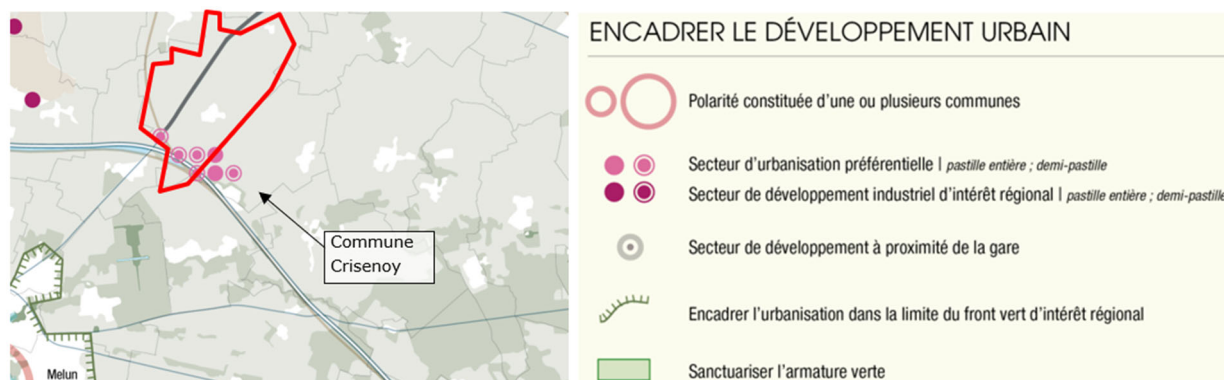 Commune
Crisenoy
Melun
ENCADRER LE DÉVELOPPEMENT URBAIN
Polarité constituée d'une ou plusieurs communes
Secteur d'urbanisation préférentielle | pastille entière ; demi-pastille
Secteur de développement industriel d'intérêt régional | pastille entière ; demi-pastille
Secteur de développement à proximité de la gare
Encadrer l'urbanisation dans la limite du front vert d'intérêt régional
Sanctuariser l'armature verte